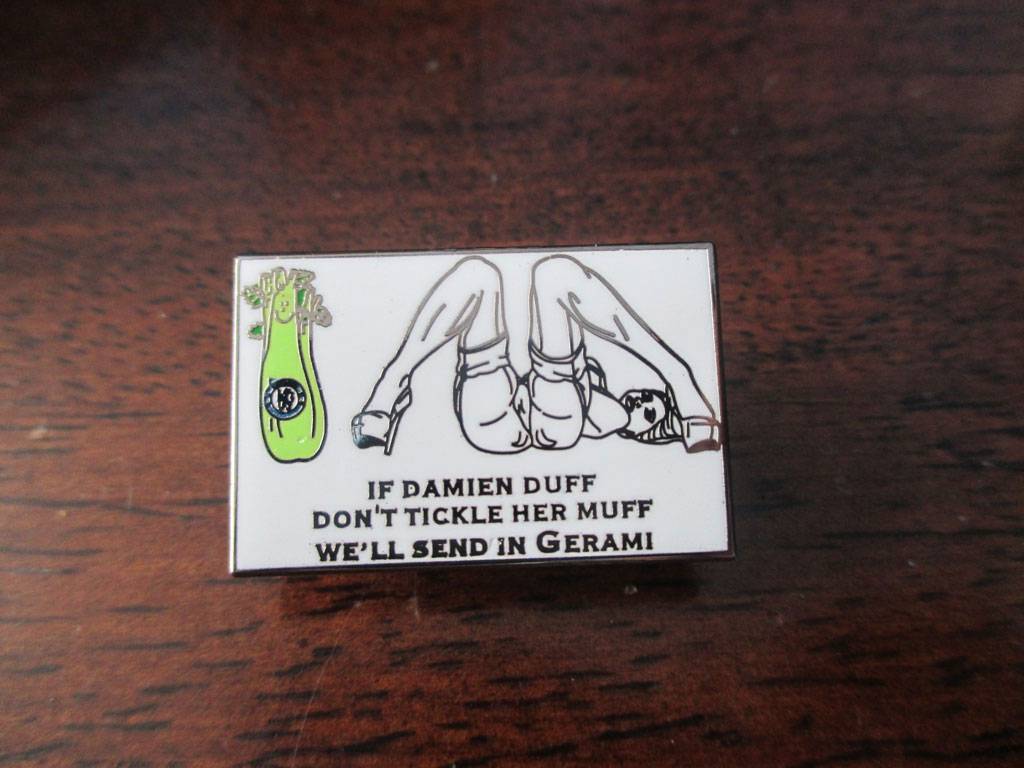 IF DAMIEN DUFF
DON'T TICKLE HER MUFF
WE'LL SEND IN GERAMI